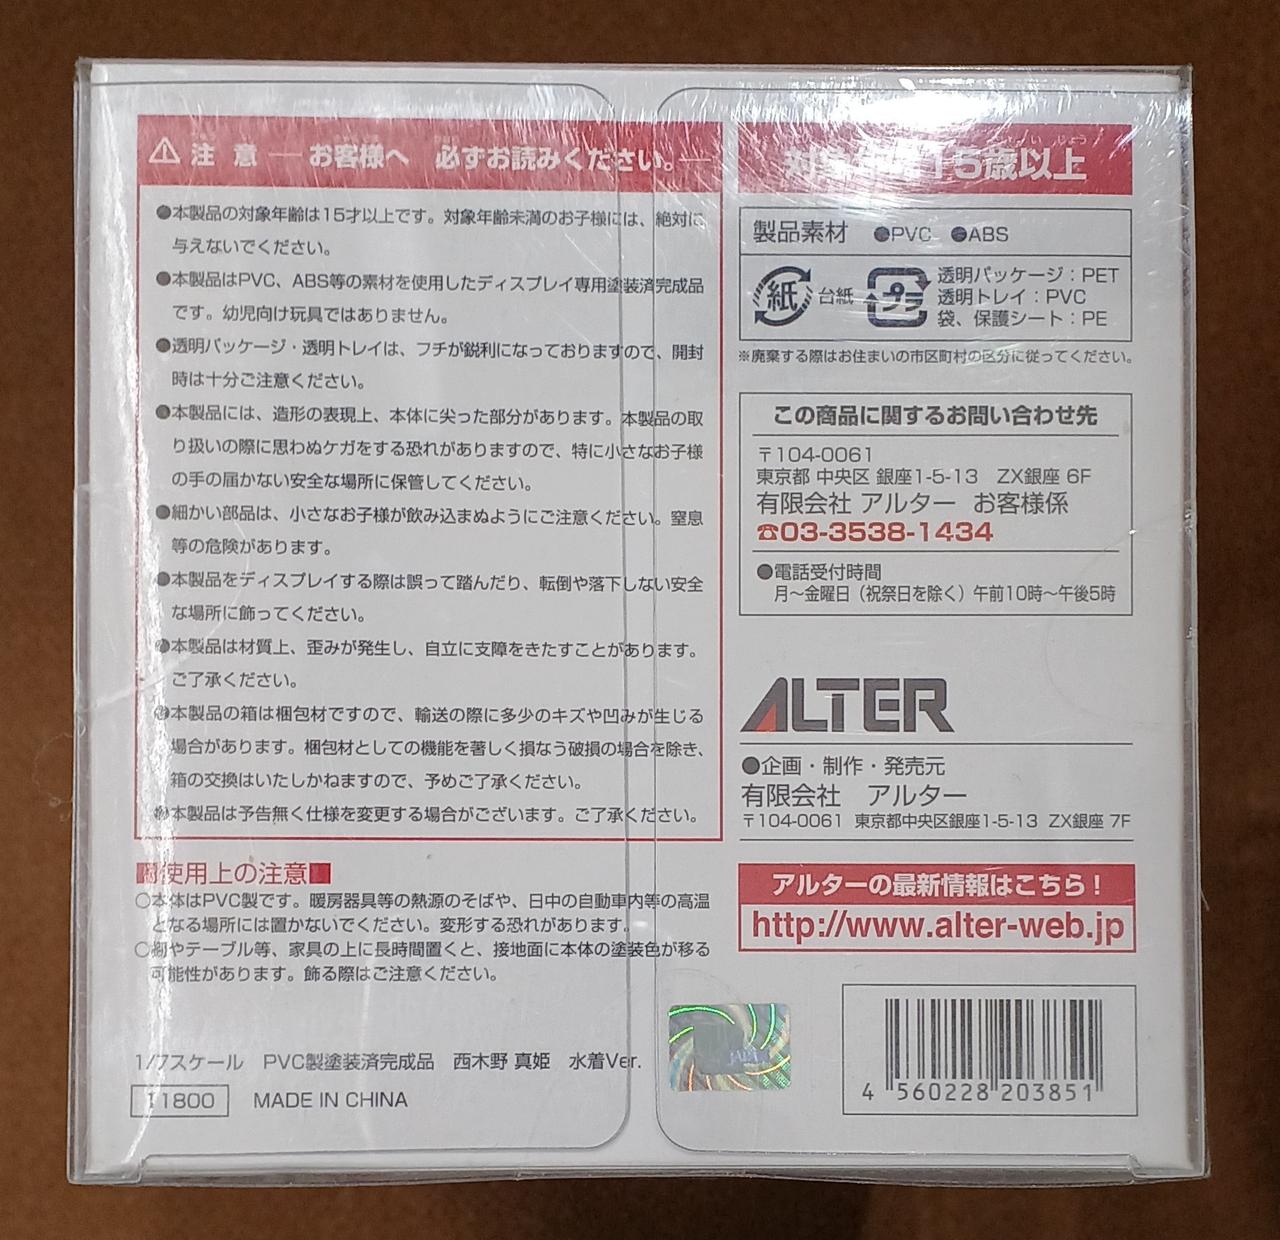 注 意 ― お客様へ 必ずお読みください。―
●本製品の対象年齢は15才以上です。対象年齢未満のお子様には、絶対に
与えないでください。
●本製品はPVC、ABS等の素材を使用したディスプレイ専用塗装済完成品
です。幼児向け玩具ではありません。
●透明パッケージ・透明トレイは、フチが鋭利になっておりますので、開封
時は十分ご注意ください。
●本製品には、造形の表現上、本体に尖った部分があります。本製品の取
り扱いの際に思わぬケガをする恐れがありますので、特に小さなお子様
の手の届かない安全な場所に保管してください。
●細かい部品は、小さなお子様が飲み込まぬようにご注意ください。窒息
等の危険があります。
●本製品をディスプレイする際は誤って踏んだり、転倒や落下しない安全
な場所に飾ってください。
●本製品は材質上、歪みが発生し、自立に支障をきたすことがあります。
ご了承ください。
●本製品の箱は梱包材ですので、輸送の際に多少のキズや凹みが生じる
場合があります。梱包材としての機能を著しく損なう破損の場合を除き、
箱の交換はいたしかねますので、予めご了承ください。
●本製品は予告無く仕様を変更する場合がございます。ご了承ください。
■使用上の注意■
○本体はPVC製です。暖房器具等の熱源のそばや、日中の自動車内等の高温
となる場所には置かないでください。変形する恐れがあります。
○棚やテーブル等、家具の上に長時間置くと、接地面に本体の塗装色が移る
可能性があります。飾る際はご注意ください。
1/7スケール PVC製塗装済完成品 西木野 真姫 水着Ver.
11800 MADE IN CHINA
対象年齢15歳以上
製品素材 ●PVC ●ABS
紙 台紙 プラ
透明パッケージ：PET
透明トレイ：PVC
袋、保護シート：PE
※廃棄する際はお住まいの市区町村の区分に従ってください。
この商品に関するお問い合わせ先
〒104-0061
東京都 中央区 銀座1-5-13 ZX銀座 6F
有限会社 アルター お客様係
☎03-3538-1434
●電話受付時間
月～金曜日（祝祭日を除く）午前10時～午後5時
ALTER
●企画・制作・発売元
有限会社 アルター
〒104-0061 東京都中央区銀座1-5-13 ZX銀座 7F
アルターの最新情報はこちら！
http://www.alter-web.jp
4 560228 203851